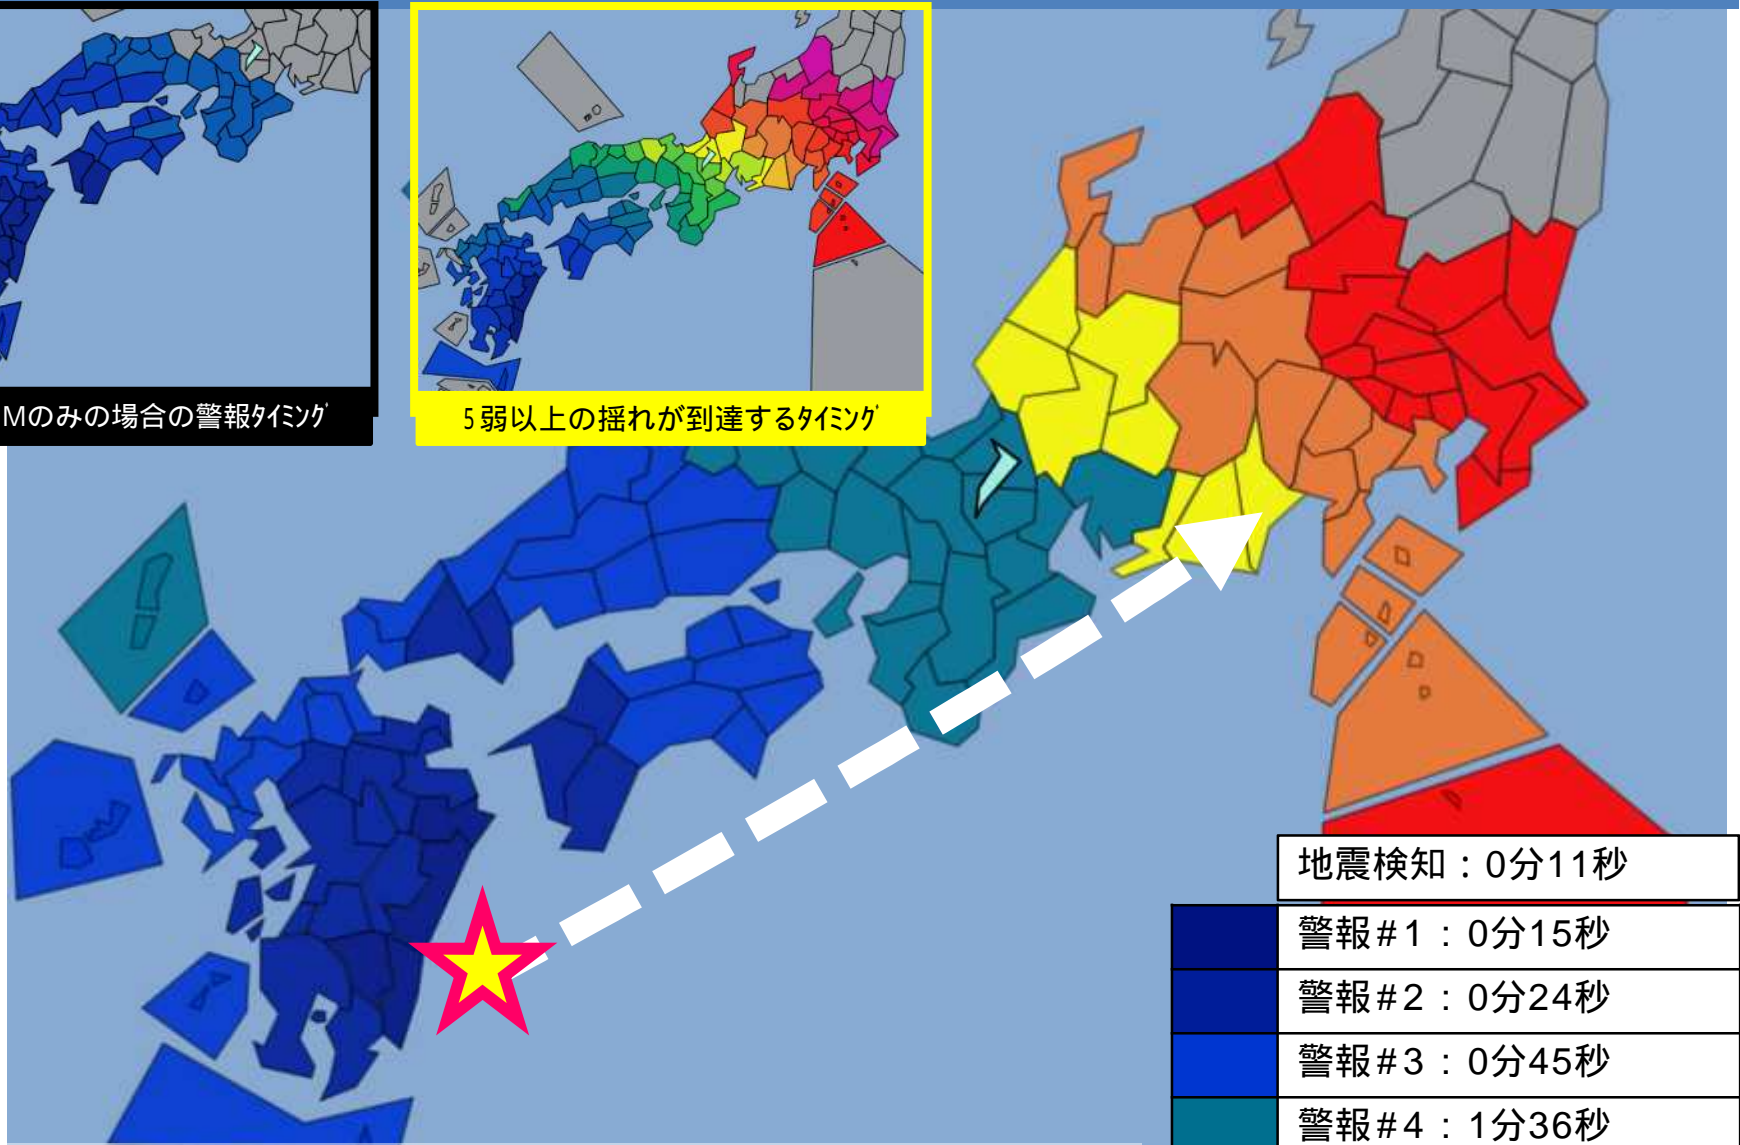 Mのみの場合の警報ﾀｲﾐﾝｸﾞ
5弱以上の揺れが到達するﾀｲﾐﾝｸﾞ
地震検知：0分11秒
警報#1：0分15秒
警報#2：0分24秒
警報#3：0分45秒
警報#4：1分36秒